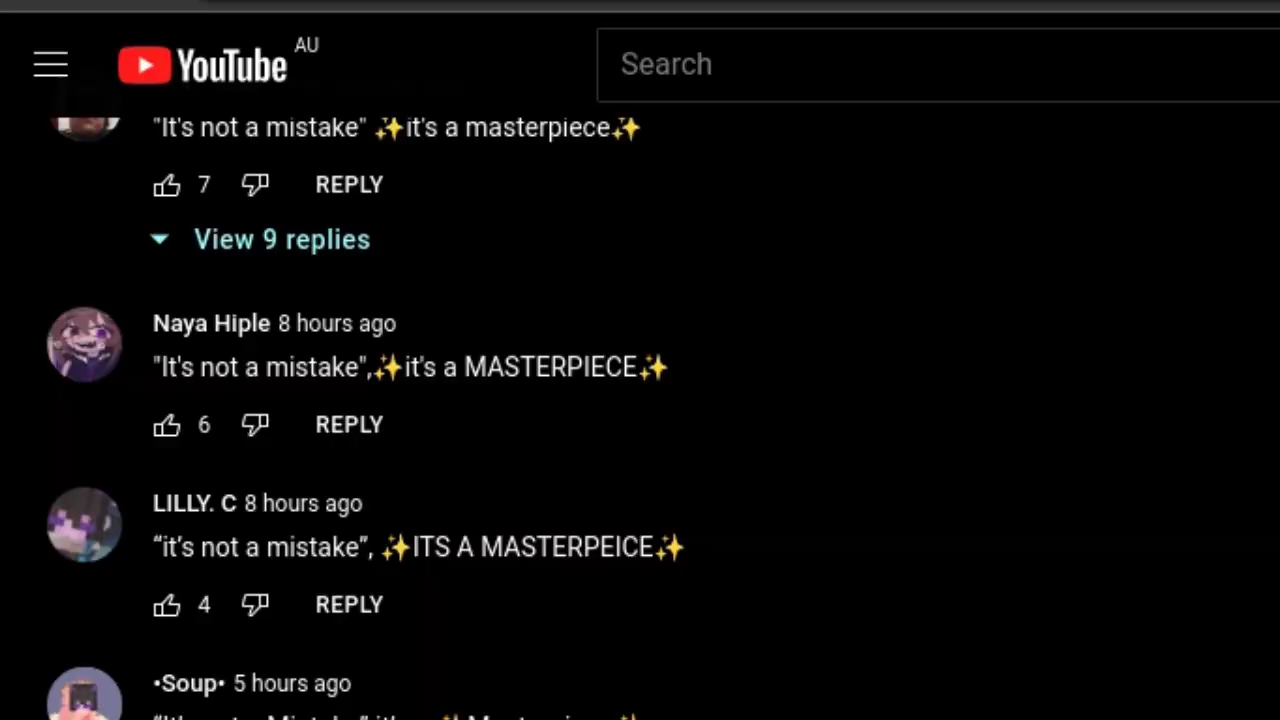 YouTube AU
Search
"It's not a mistake" ✨it's a masterpiece✨
7 REPLY
View 9 replies
Naya Hiple 8 hours ago
"It's not a mistake",✨it's a MASTERPIECE✨
6 REPLY
LILLY. C 8 hours ago
“it’s not a mistake”, ✨ITS A MASTERPEICE✨
4 REPLY
•Soup• 5 hours ago